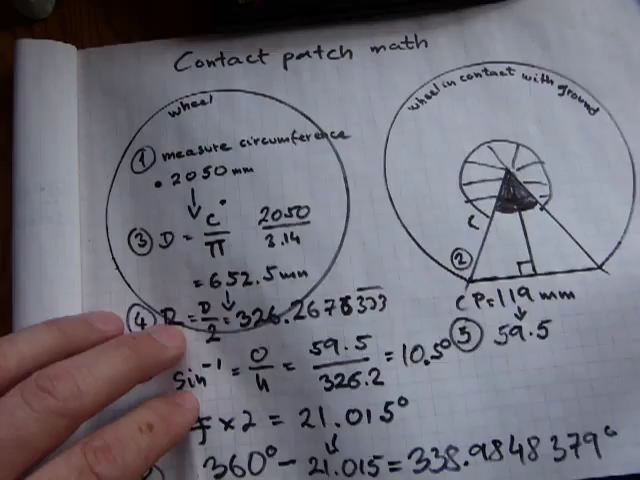 Contact patch math
wheel
① measure circumference
• 2050 mm
③ D = C / π 2050 / 3.14
= 652.5 mm
④ R = D / 2 = 326.2676333
sin⁻¹ = O / H = 59.5 / 326.2 = 10.5°
× 2 = 21.015°
360° - 21.015 = 338.9848379°
wheel in contact with ground
C
②
CP = 119 mm
⑤ 59.5